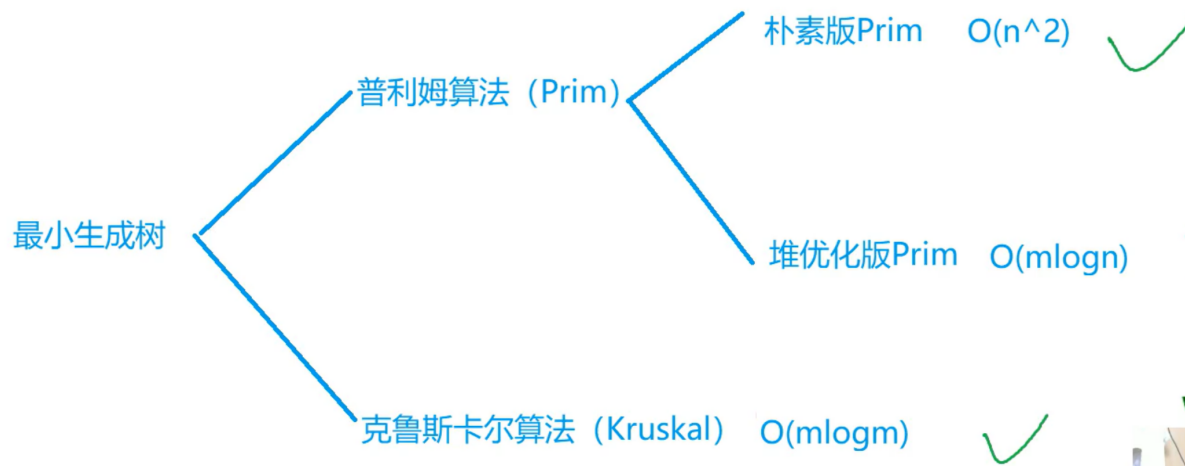 朴素版Prim O(n^2)
普利姆算法（Prim）
最小生成树
堆优化版Prim O(mlogn)
克鲁斯卡尔算法（Kruskal） O(mlogm)